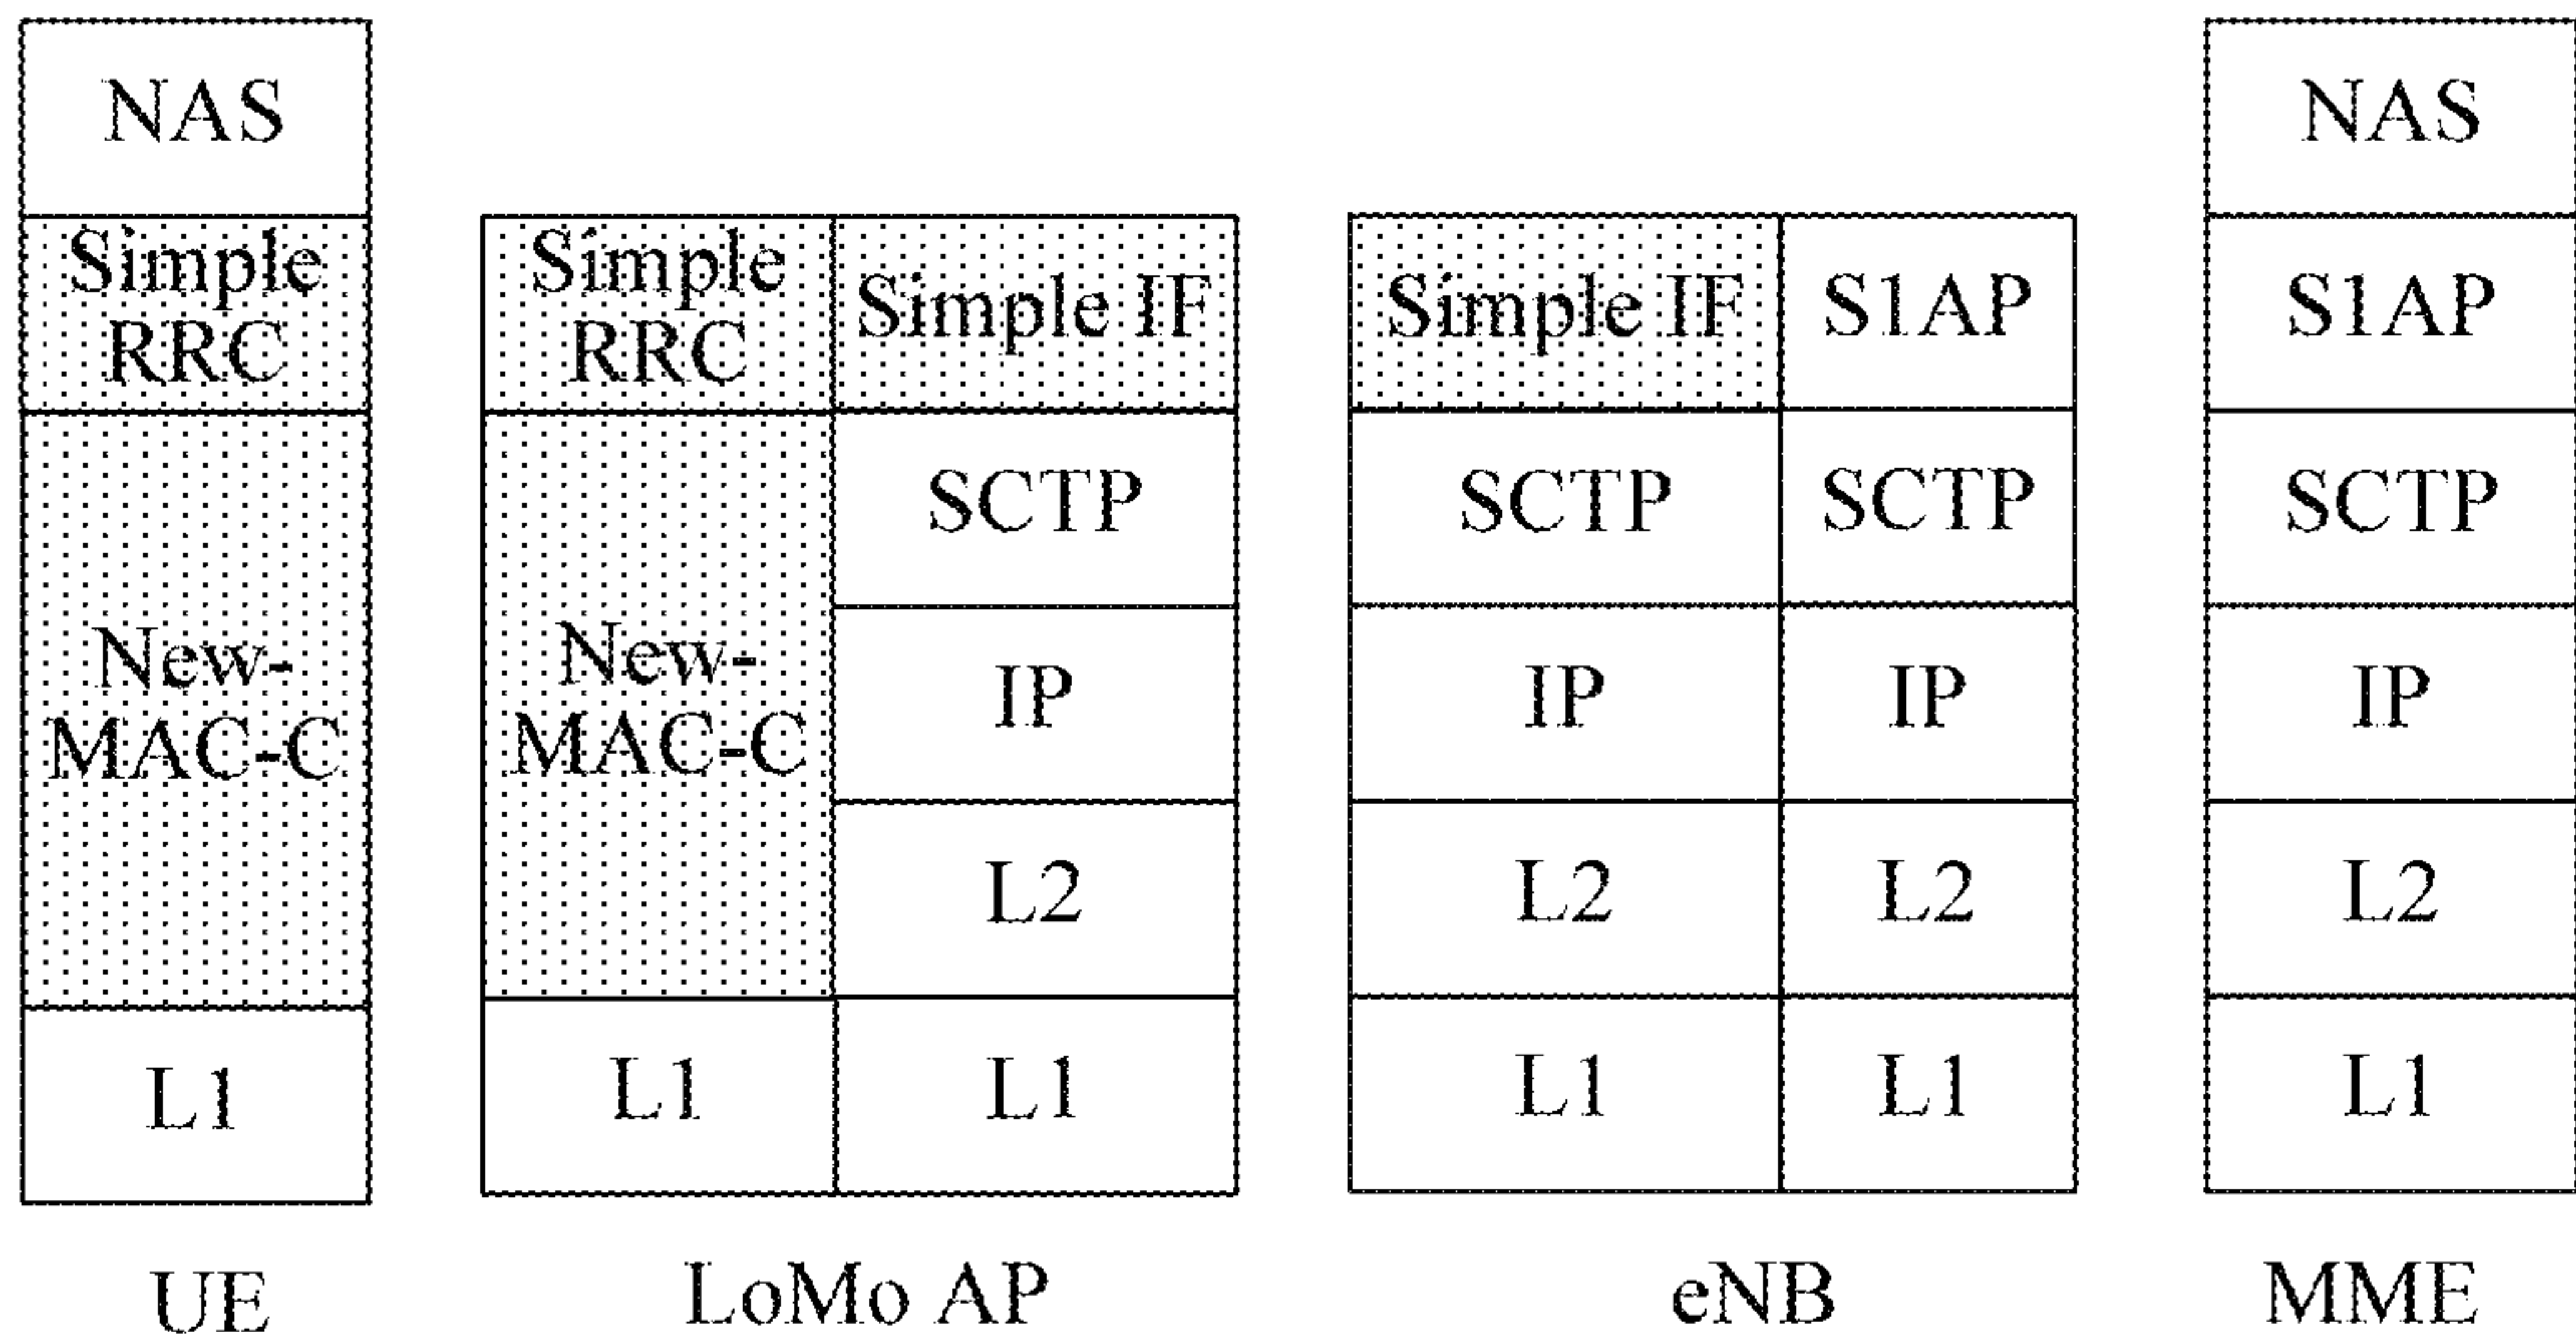 NAS
Simple
RRC
New-
MAC-C
L1
UE
Simple
RRC
New-
MAC-C
L1
Simple IF
SCTP
IP
L2
L1
LoMo AP
Simple IF
SCTP
IP
L2
L1
S1AP
SCTP
IP
L2
L1
eNB
NAS
S1AP
SCTP
IP
L2
L1
MME